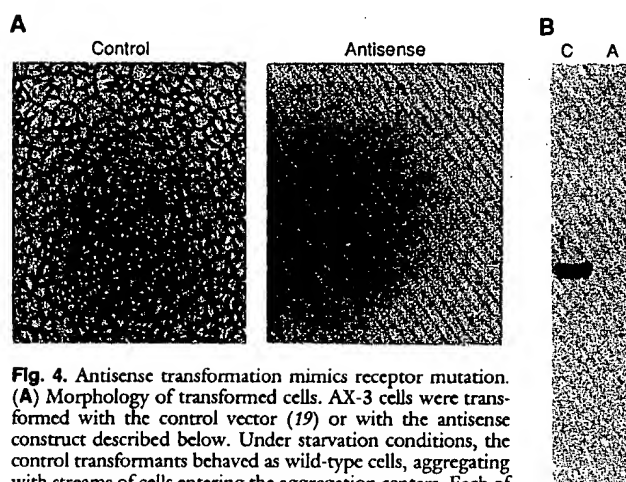 A
B
Control
Antisense
C A
Fig. 4. Antisense transformation mimics receptor mutation.
(A) Morphology of transformed cells. AX-3 cells were trans-
formed with the control vector (19) or with the antisense
construct described below. Under starvation conditions, the
control transformants behaved as wild-type cells, aggregating
with streams of cells entering the aggregation centers. Each of